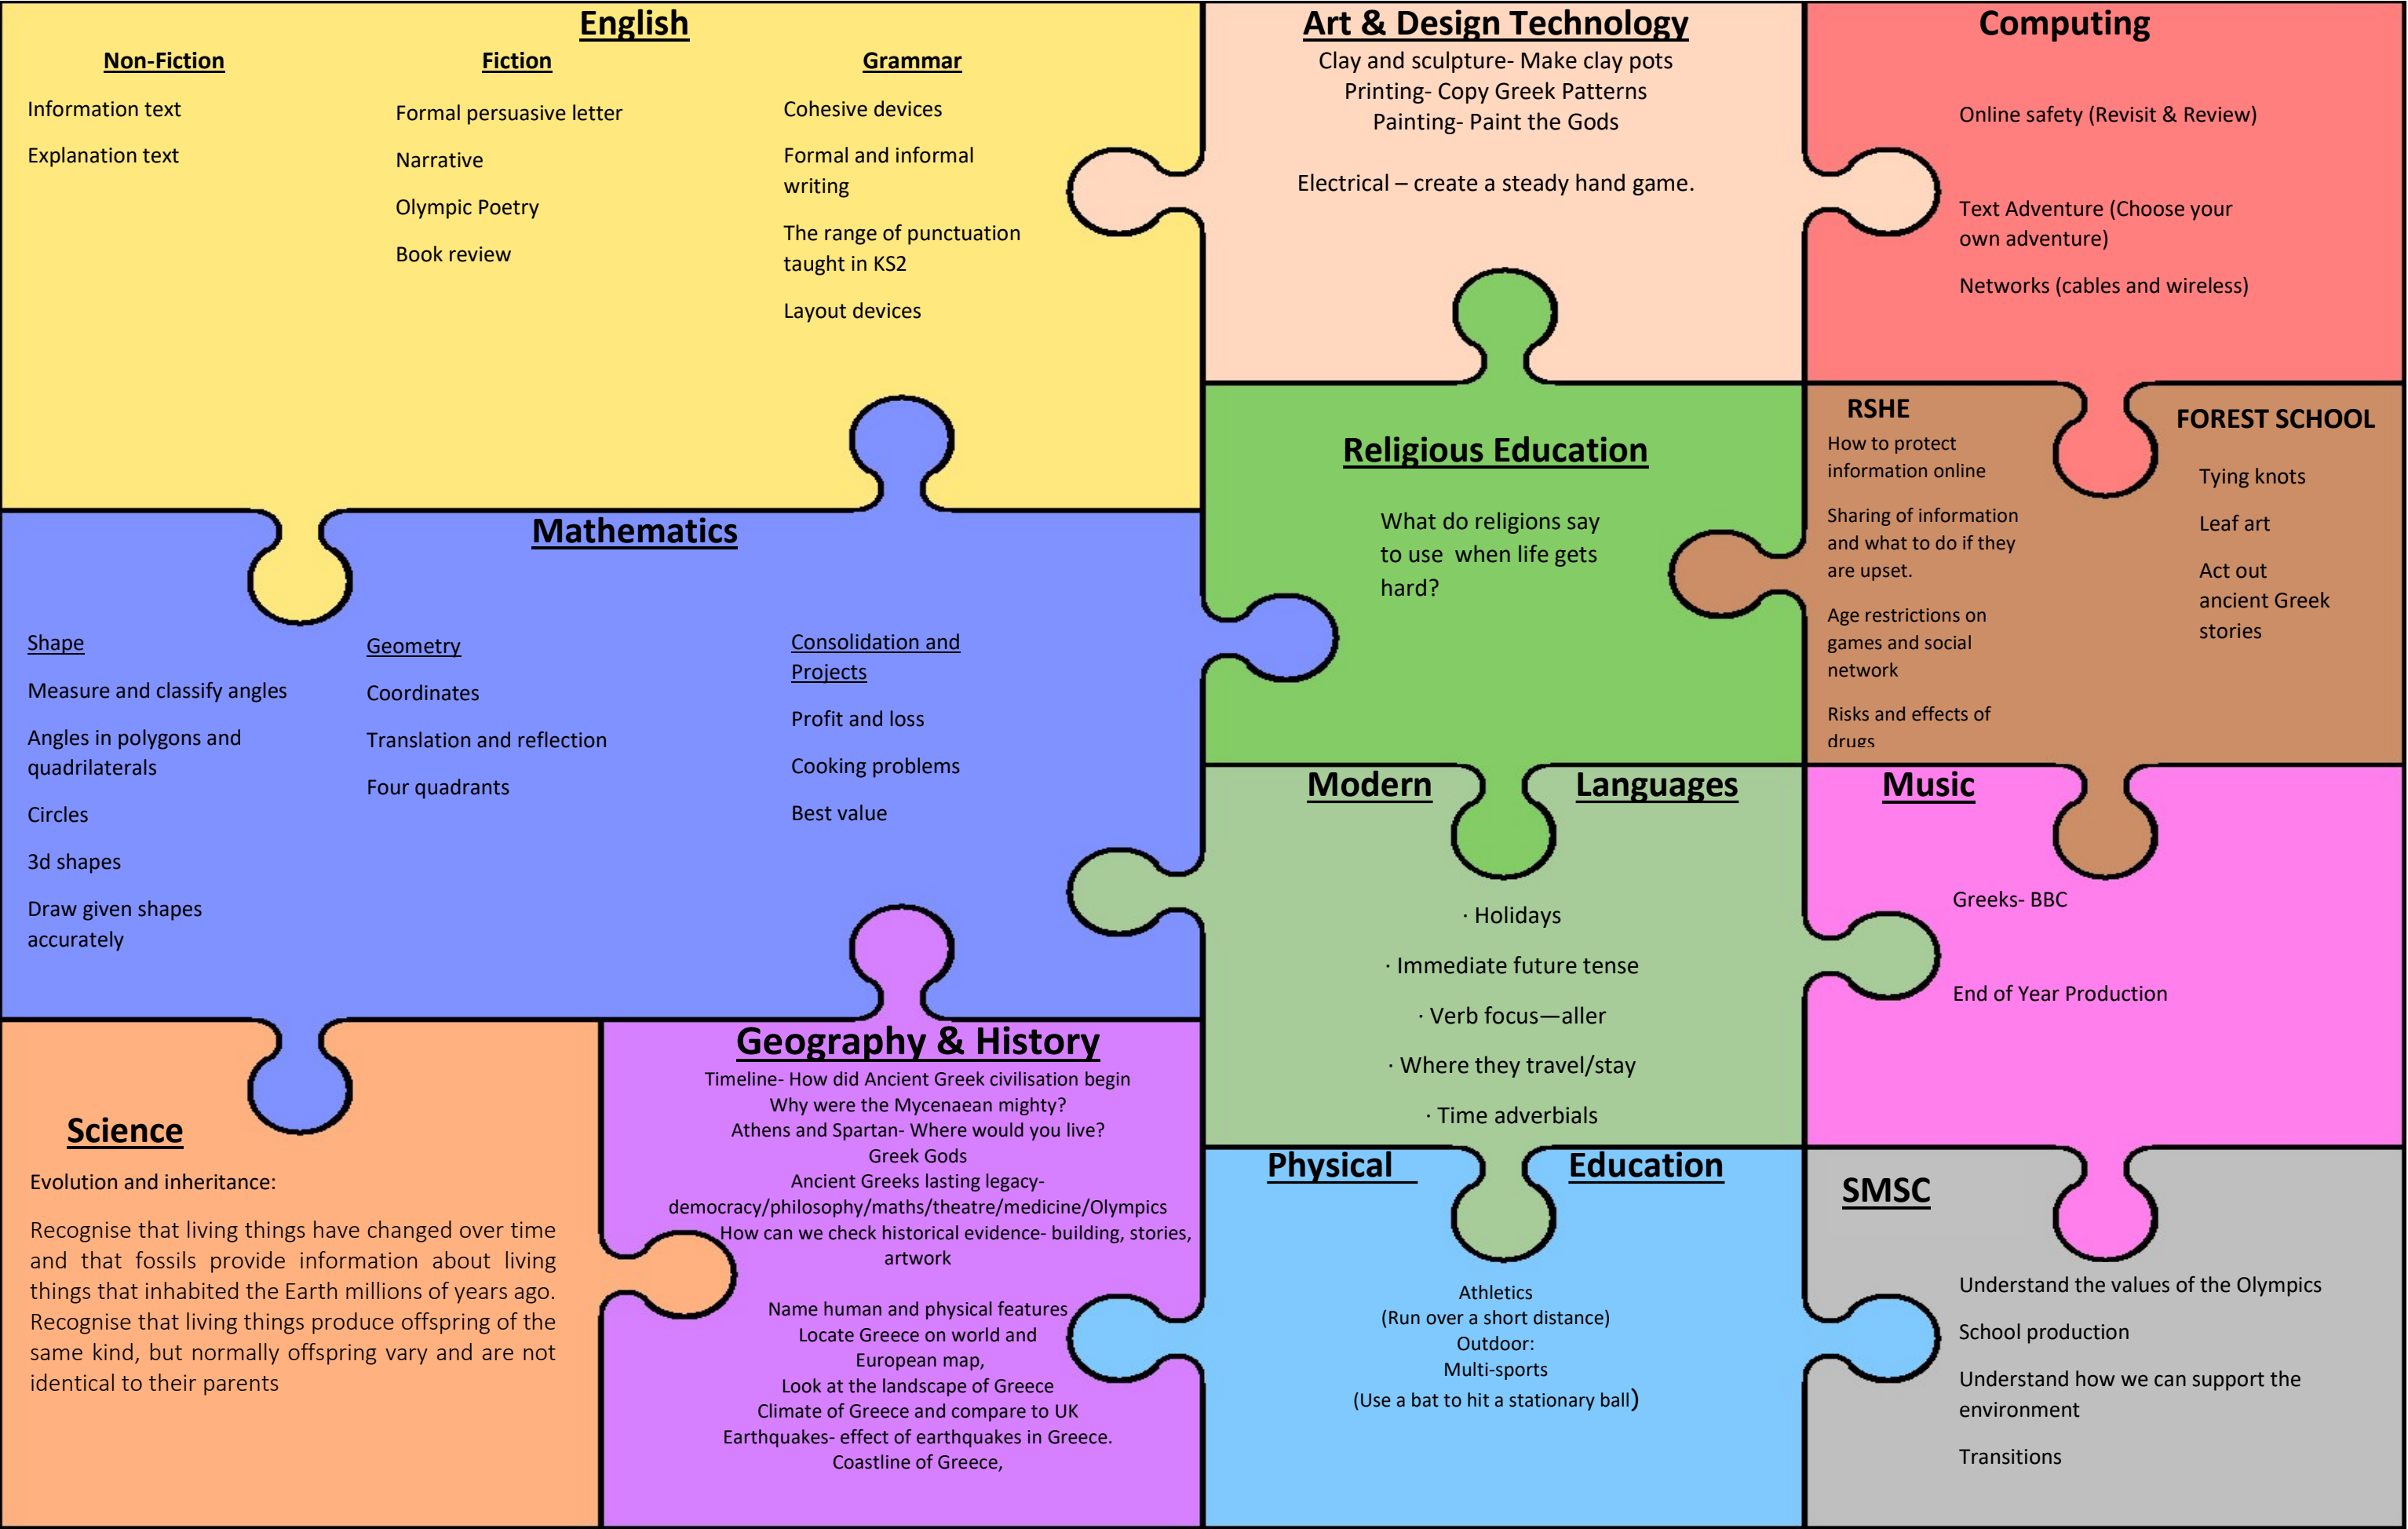 English
Non-Fiction
Information text
Explanation text
Fiction
Formal persuasive letter
Narrative
Olympic Poetry
Book review
Grammar
Cohesive devices
Formal and informal
writing
The range of punctuation
taught in KS2
Layout devices
Art & Design Technology
Clay and sculpture- Make clay pots
Printing- Copy Greek Patterns
Painting- Paint the Gods
Electrical – create a steady hand game.
Computing
Online safety (Revisit & Review)
Text Adventure (Choose your
own adventure)
Networks (cables and wireless)
Mathematics
Shape
Measure and classify angles
Angles in polygons and
quadrilaterals
Circles
3d shapes
Draw given shapes
accurately
Geometry
Coordinates
Translation and reflection
Four quadrants
Consolidation and
Projects
Profit and loss
Cooking problems
Best value
Religious Education
What do religions say
to use  when life gets
hard?
RSHE
How to protect
information online
Sharing of information
and what to do if they
are upset.
Age restrictions on
games and social
network
Risks and effects of
drugs
FOREST SCHOOL
Tying knots
Leaf art
Act out
ancient Greek
stories
Modern Languages
· Holidays
· Immediate future tense
· Verb focus—aller
· Where they travel/stay
· Time adverbials
Music
Greeks- BBC
End of Year Production
Science
Evolution and inheritance:
Recognise that living things have changed over time
and that fossils provide information about living
things that inhabited the Earth millions of years ago.
Recognise that living things produce offspring of the
same kind, but normally offspring vary and are not
identical to their parents
Geography & History
Timeline- How did Ancient Greek civilisation begin
Why were the Mycenaean mighty?
Athens and Spartan- Where would you live?
Greek Gods
Ancient Greeks lasting legacy-
democracy/philosophy/maths/theatre/medicine/Olympics
How can we check historical evidence- building, stories,
artwork
Name human and physical features
Locate Greece on world and
European map,
Look at the landscape of Greece
Climate of Greece and compare to UK
Earthquakes- effect of earthquakes in Greece.
Coastline of Greece,
Physical Education
Athletics
(Run over a short distance)
Outdoor:
Multi-sports
(Use a bat to hit a stationary ball)
SMSC
Understand the values of the Olympics
School production
Understand how we can support the
environment
Transitions